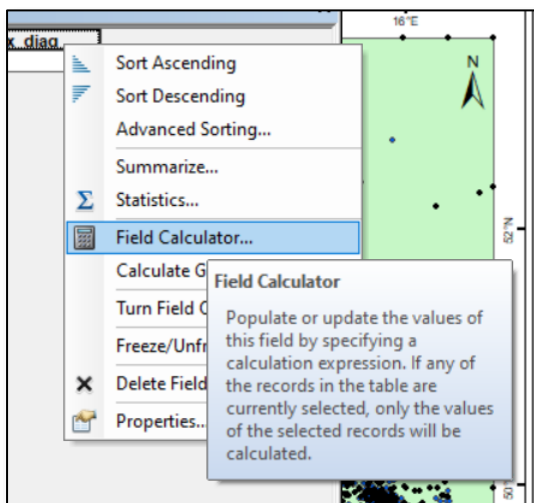 x_diag
Sort Ascending
Sort Descending
Advanced Sorting...
Summarize...
Statistics...
Field Calculator...
Calculate G
Turn Field C
Freeze/Unfr
Delete Field
Properties...
Field Calculator
Populate or update the values of
this field by specifying a
calculation expression. If any of
the records in the table are
currently selected, only the values
of the selected records will be
calculated.
16°E
N
52°N
50°